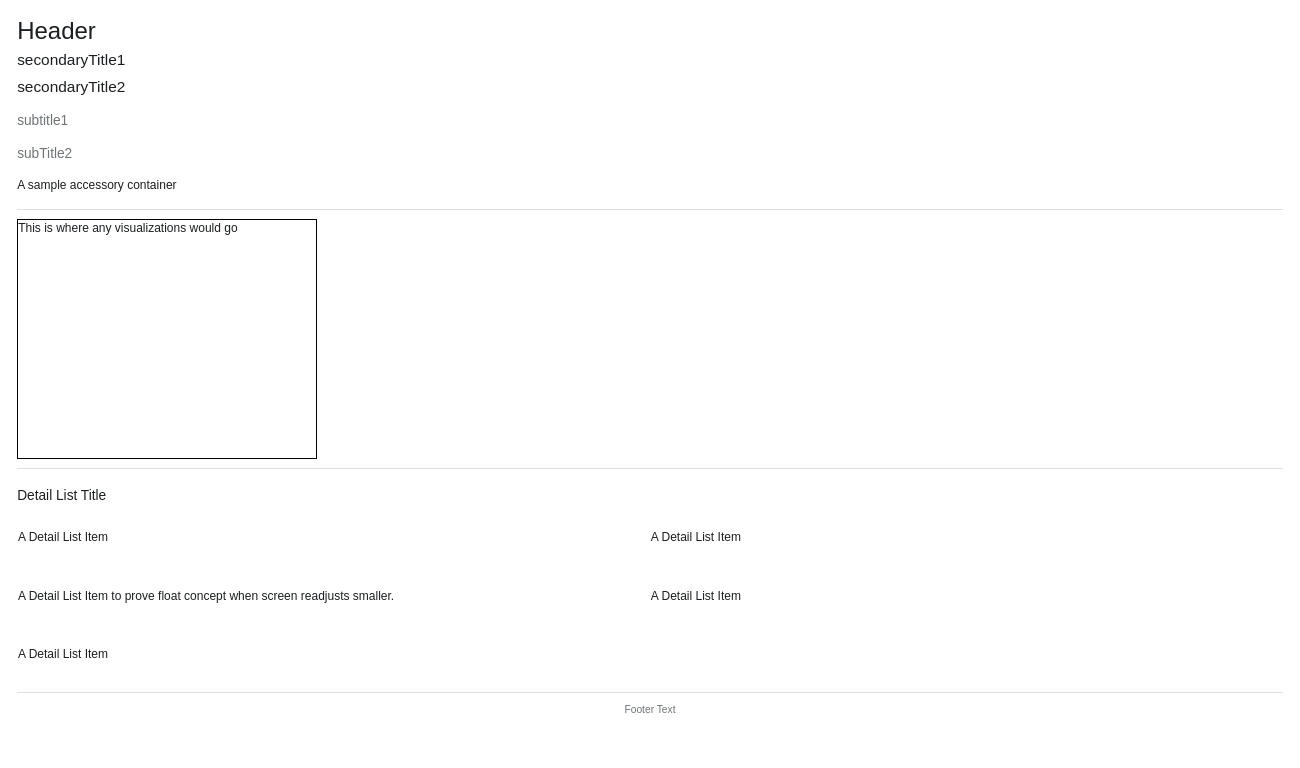 Header
secondaryTitle1
secondaryTitle2
subtitle1
subTitle2
A sample accessory container
This is where any visualizations would go
Detail List Title
A Detail List Item
A Detail List Item
A Detail List Item to prove float concept when screen readjusts smaller.
A Detail List Item
A Detail List Item
Footer Text